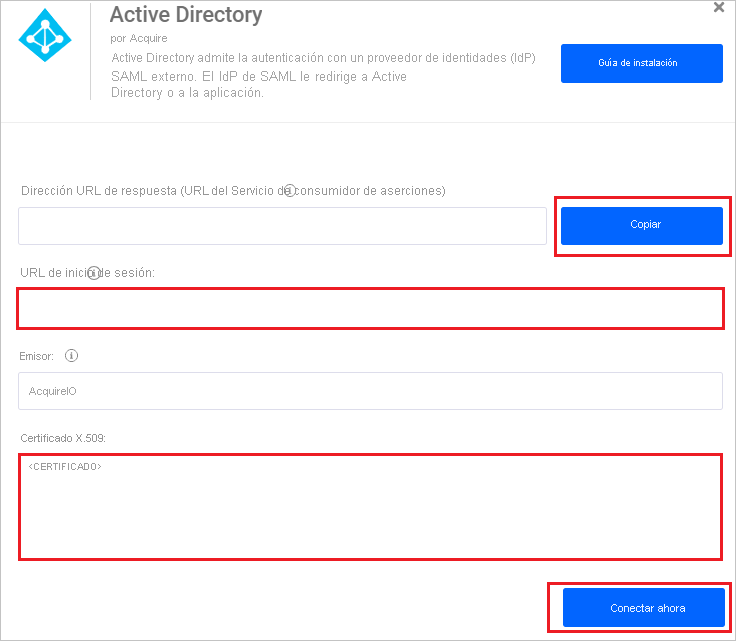 Active Directory
por Acquire
Active Directory admite la autenticación con un proveedor de identidades (IdP)
SAML externo. El IdP de SAML le redirige a Active
Directory o a la aplicación.
Guía de instalación
Dirección URL de respuesta (URL del Servicio de consumidor de aserciones)
Copiar
URL de inicio de sesión:
Emisor:
AcquireIO
Certificado X.509:
<CERTIFICADO>
Conectar ahora